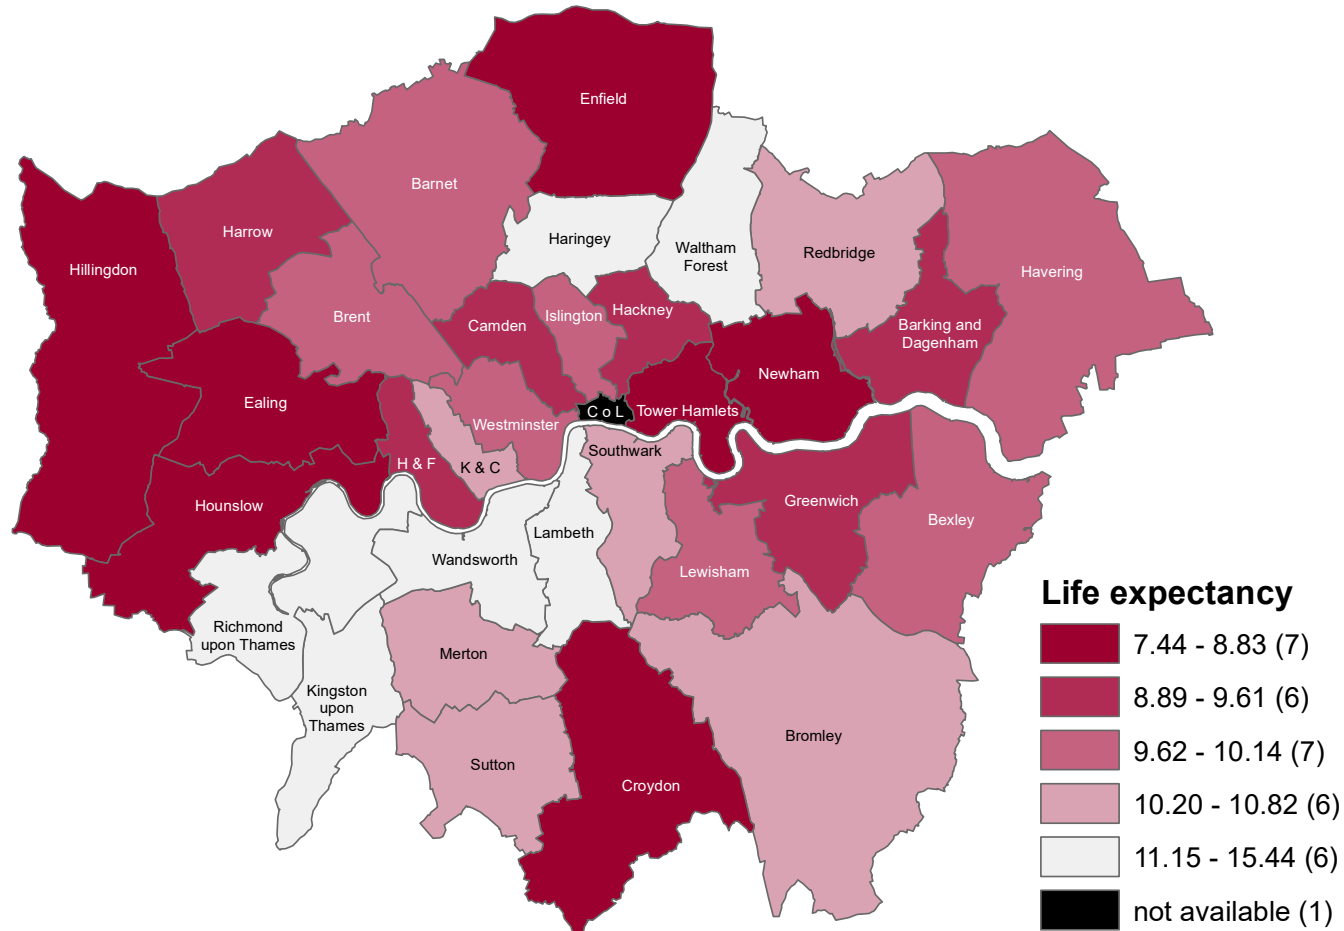 Enfield
Barnet
Harrow
Haringey
Waltham
Forest
Redbridge
Hillingdon
Havering
Brent
Camden
Islington
Hackney
Barking and
Dagenham
Newham
Ealing
Westminster
C o L
Tower Hamlets
H & F
K & C
Southwark
Hounslow
Greenwich
Bexley
Wandsworth
Lambeth
Lewisham
Richmond
upon Thames
Merton
Kingston
upon
Thames
Sutton
Croydon
Bromley
Life expectancy
7.44 - 8.83 (7)
8.89 - 9.61 (6)
9.62 - 10.14 (7)
10.20 - 10.82 (6)
11.15 - 15.44 (6)
not available (1)